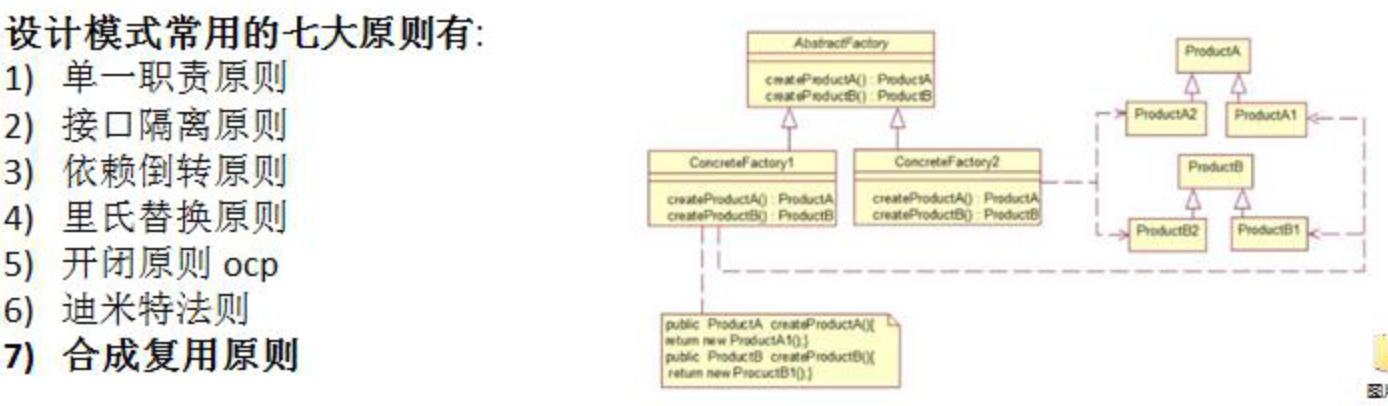 设计模式常用的七大原则有:
1) 单一职责原则
2) 接口隔离原则
3) 依赖倒转原则
4) 里氏替换原则
5) 开闭原则 ocp
6) 迪米特法则
7) 合成复用原则
AbstractFactory
createProductA() : ProductA
createProductB() : ProductB
ConcreteFactory1
createProductA() : ProductA
createProductB() : ProductB
ConcreteFactory2
createProductA() : ProductA
createProductB() : ProductB
ProductA
ProductA2
ProductA1
ProductB
ProductB2
ProductB1
public ProductA createProductA(){
return new ProductA1();}
public ProductB createProductB(){
return new ProcuctB1();}